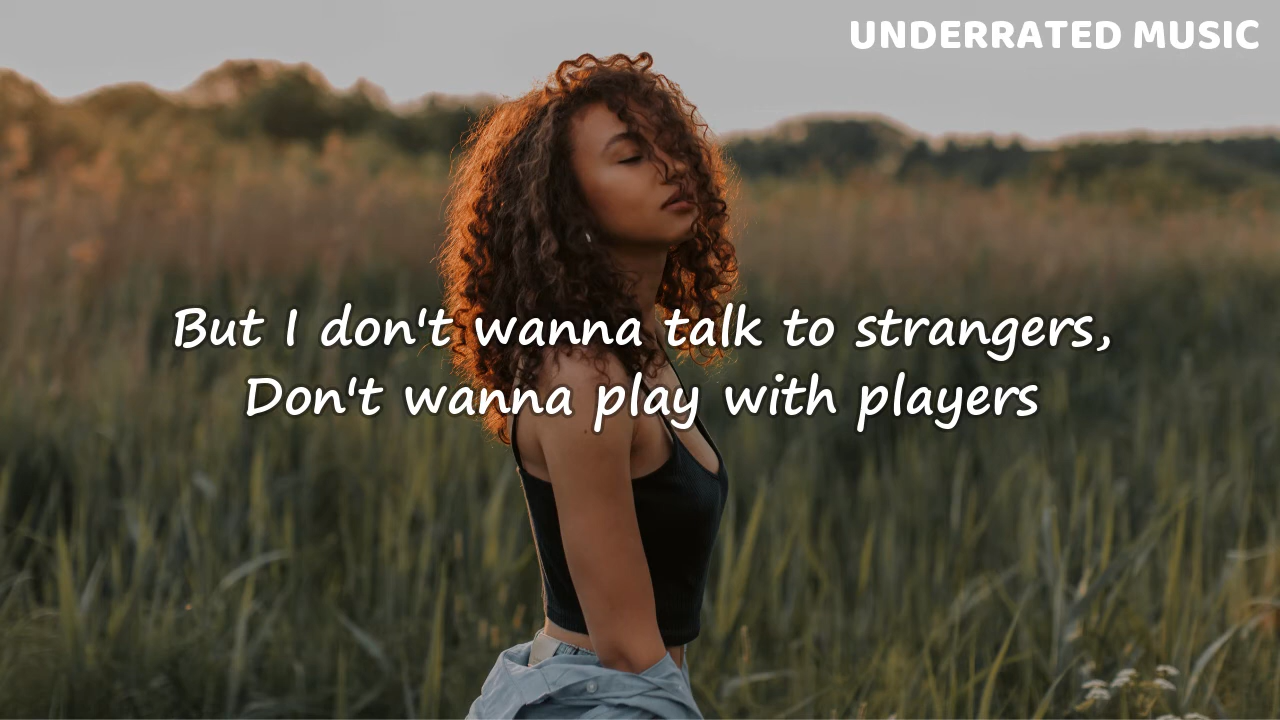 UNDERRATED MUSIC
But I don't wanna talk to strangers,
Don't wanna play with players